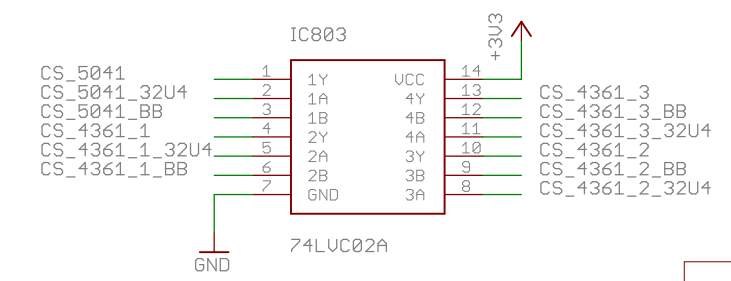 IC803
+3V3
CS_5041 1 1Y VCC 14
CS_5041_32U4 2 1A 4Y 13 CS_4361_3
CS_5041_BB 3 1B 4B 12 CS_4361_3_BB
CS_4361_1 4 2Y 4A 11 CS_4361_3_32U4
CS_4361_1_32U4 5 2A 3Y 10 CS_4361_2
CS_4361_1_BB 6 2B 3B 9 CS_4361_2_BB
7 GND 3A 8 CS_4361_2_32U4
74LVC02A
GND